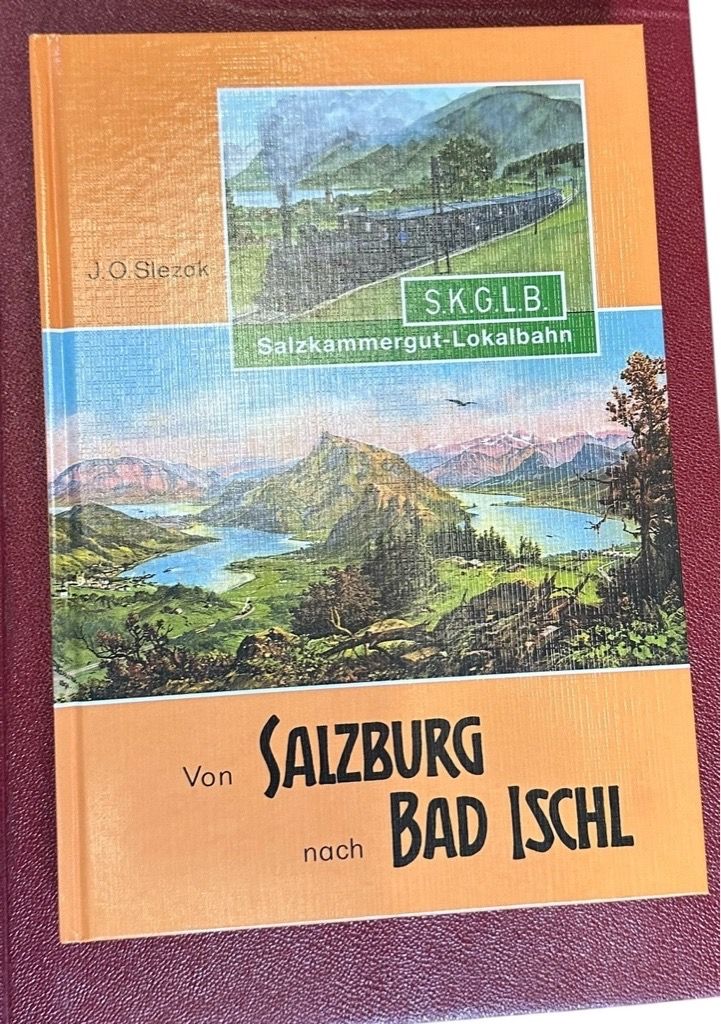 J.O.Slezak
S.K.G.L.B.
Salzkammergut-Lokalbahn
Von SALZBURG
nach BAD ISCHL